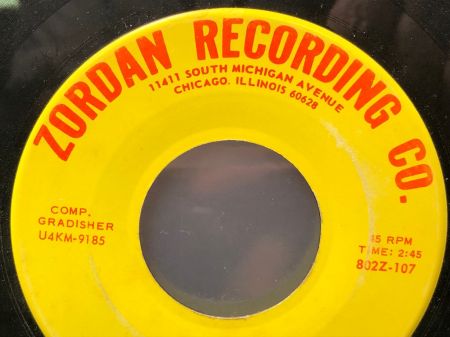 ZORDAN RECORDING CO.
11411 SOUTH MICHIGAN AVENUE
CHICAGO, ILLINOIS 60628
COMP.
GRADISHER
U4KM-9185
45 RPM
TIME: 2:45
802Z-107